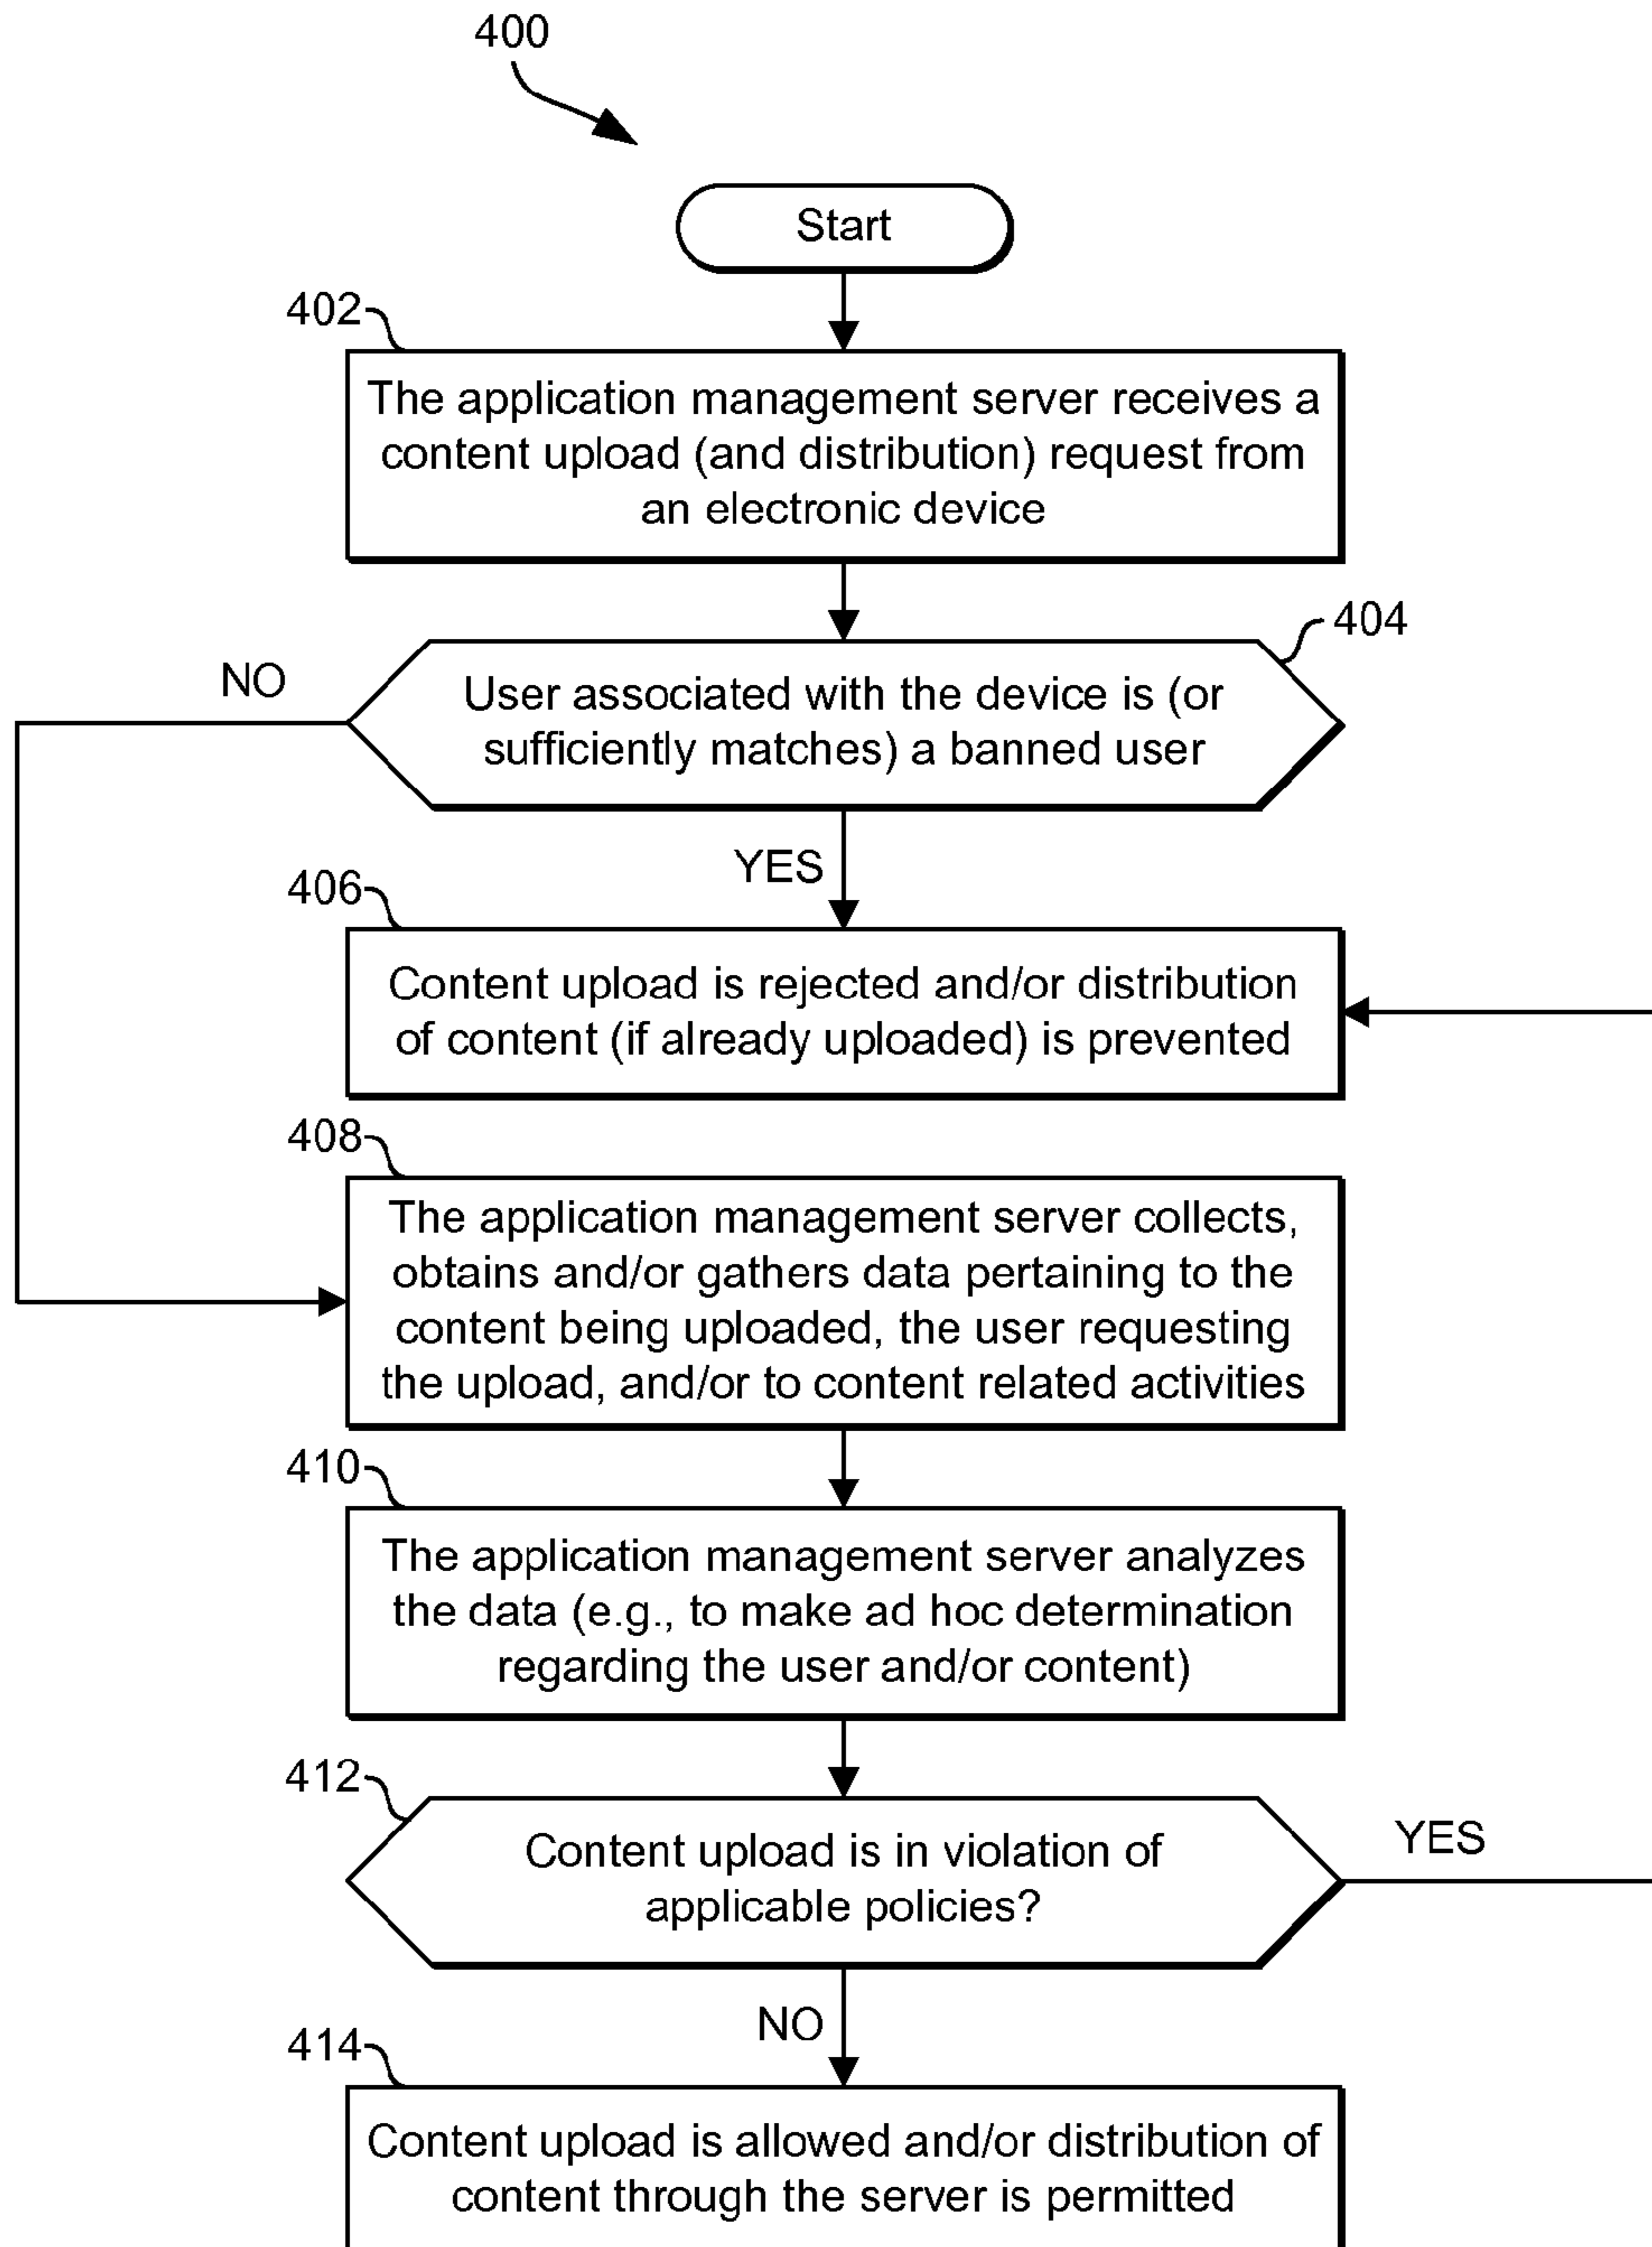 400
Start
402
The application management server receives a
content upload (and distribution) request from
an electronic device
404
NO
User associated with the device is (or
sufficiently matches) a banned user
YES
406
Content upload is rejected and/or distribution
of content (if already uploaded) is prevented
408
The application management server collects,
obtains and/or gathers data pertaining to the
content being uploaded, the user requesting
the upload, and/or to content related activities
410
The application management server analyzes
the data (e.g., to make ad hoc determination
regarding the user and/or content)
412
Content upload is in violation of
applicable policies?
YES
NO
414
Content upload is allowed and/or distribution of
content through the server is permitted